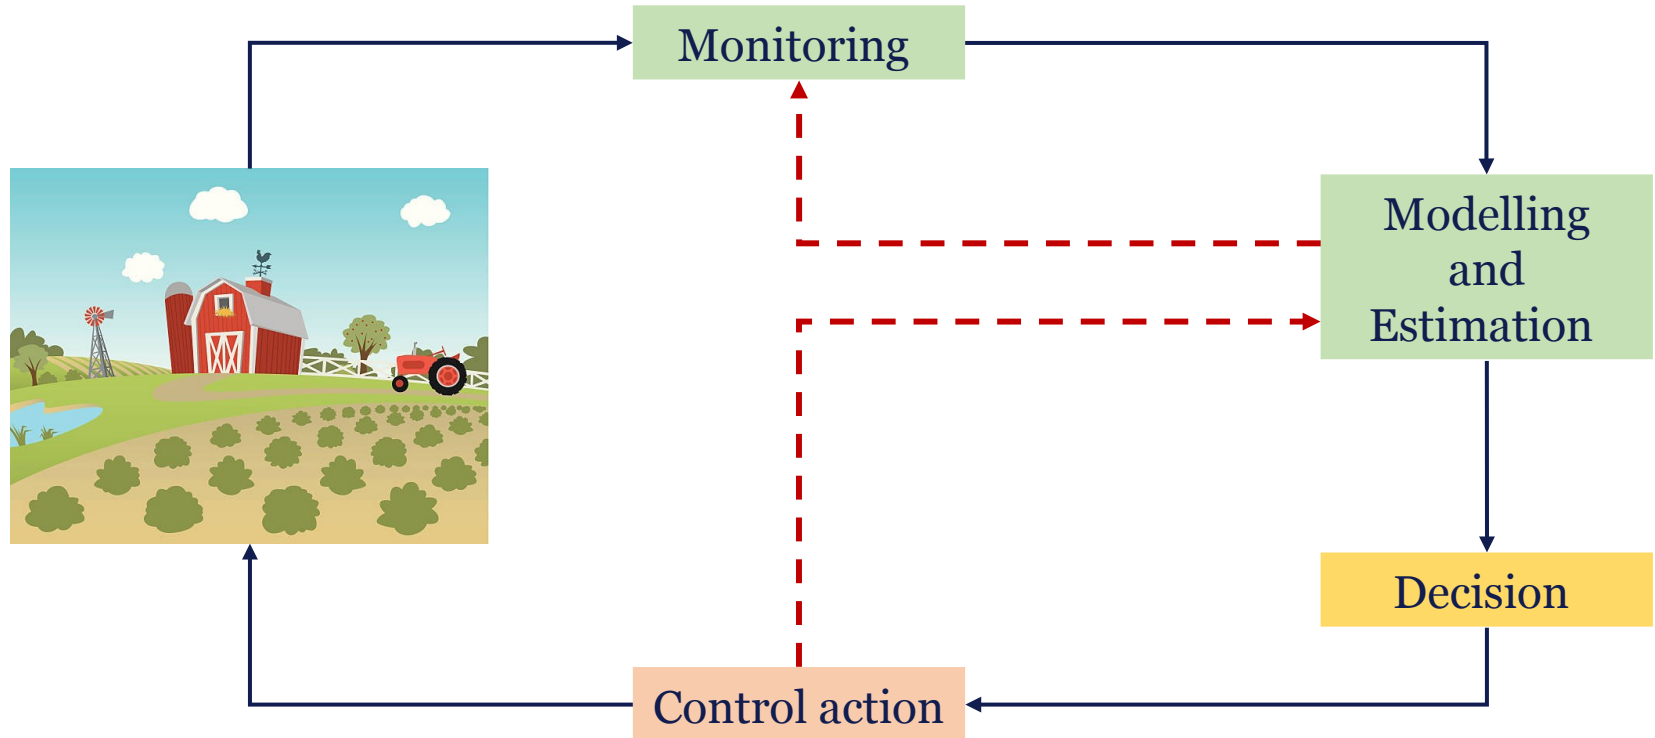 Monitoring
Modelling
and
Estimation
Decision
Control action